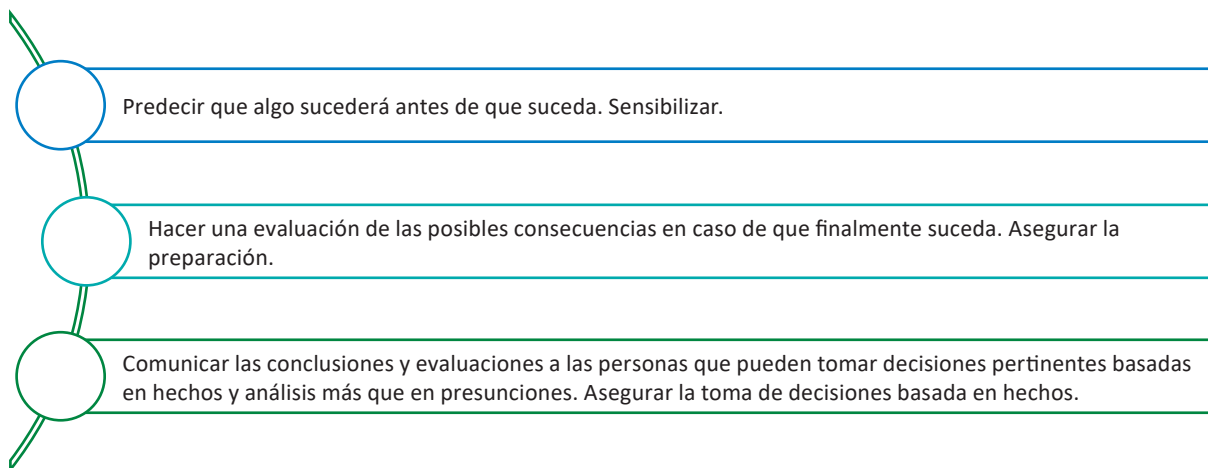 Predecir que algo sucederá antes de que suceda. Sensibilizar.
Hacer una evaluación de las posibles consecuencias en caso de que finalmente suceda. Asegurar la
preparación.
Comunicar las conclusiones y evaluaciones a las personas que pueden tomar decisiones pertinentes basadas
en hechos y análisis más que en presunciones. Asegurar la toma de decisiones basada en hechos.